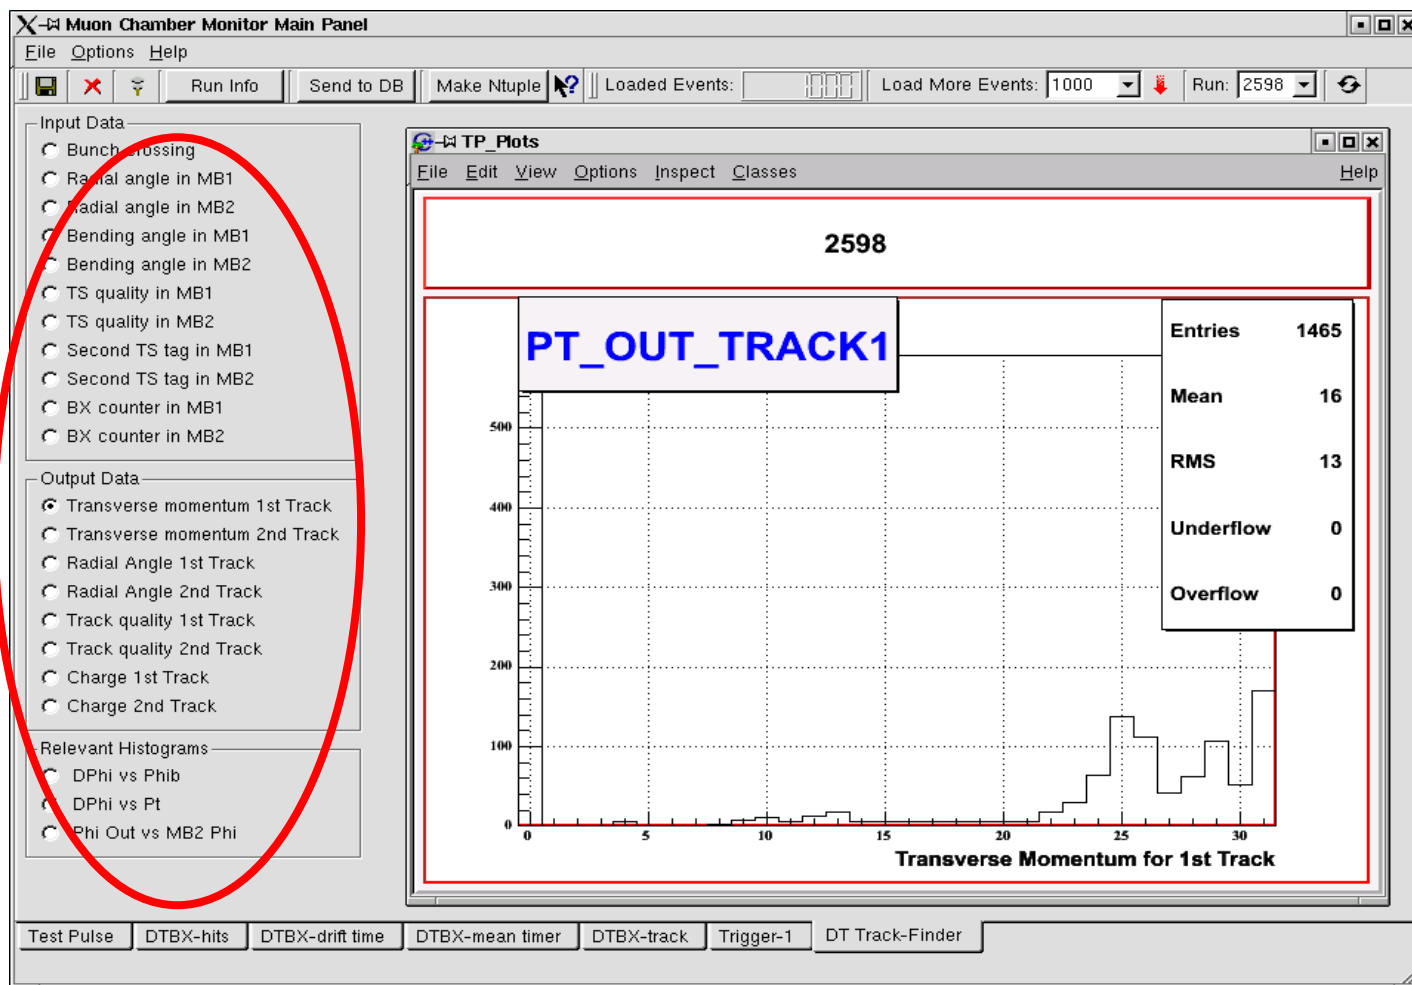 Muon Chamber Monitor Main Panel
File Options Help
Run Info Send to DB Make Ntuple Loaded Events: 1000 Load More Events: 1000 Run: 2598
Input Data
Bunch crossing
Radial angle in MB1
Radial angle in MB2
Bending angle in MB1
Bending angle in MB2
TS quality in MB1
TS quality in MB2
Second TS tag in MB1
Second TS tag in MB2
BX counter in MB1
BX counter in MB2
Output Data
Transverse momentum 1st Track
Transverse momentum 2nd Track
Radial Angle 1st Track
Radial Angle 2nd Track
Track quality 1st Track
Track quality 2nd Track
Charge 1st Track
Charge 2nd Track
Relevant Histograms
DPhi vs Phib
DPhi vs Pt
Phi Out vs MB2 Phi
TP_Plots
File Edit View Options Inspect Classes Help
2598
PT_OUT_TRACK1
Entries 1465
Mean 16
RMS 13
Underflow 0
Overflow 0
500
400
300
200
100
0
0 5 10 15 20 25 30
Transverse Momentum for 1st Track
Test Pulse DTBX-hits DTBX-drift time DTBX-mean timer DTBX-track Trigger-1 DT Track-Finder